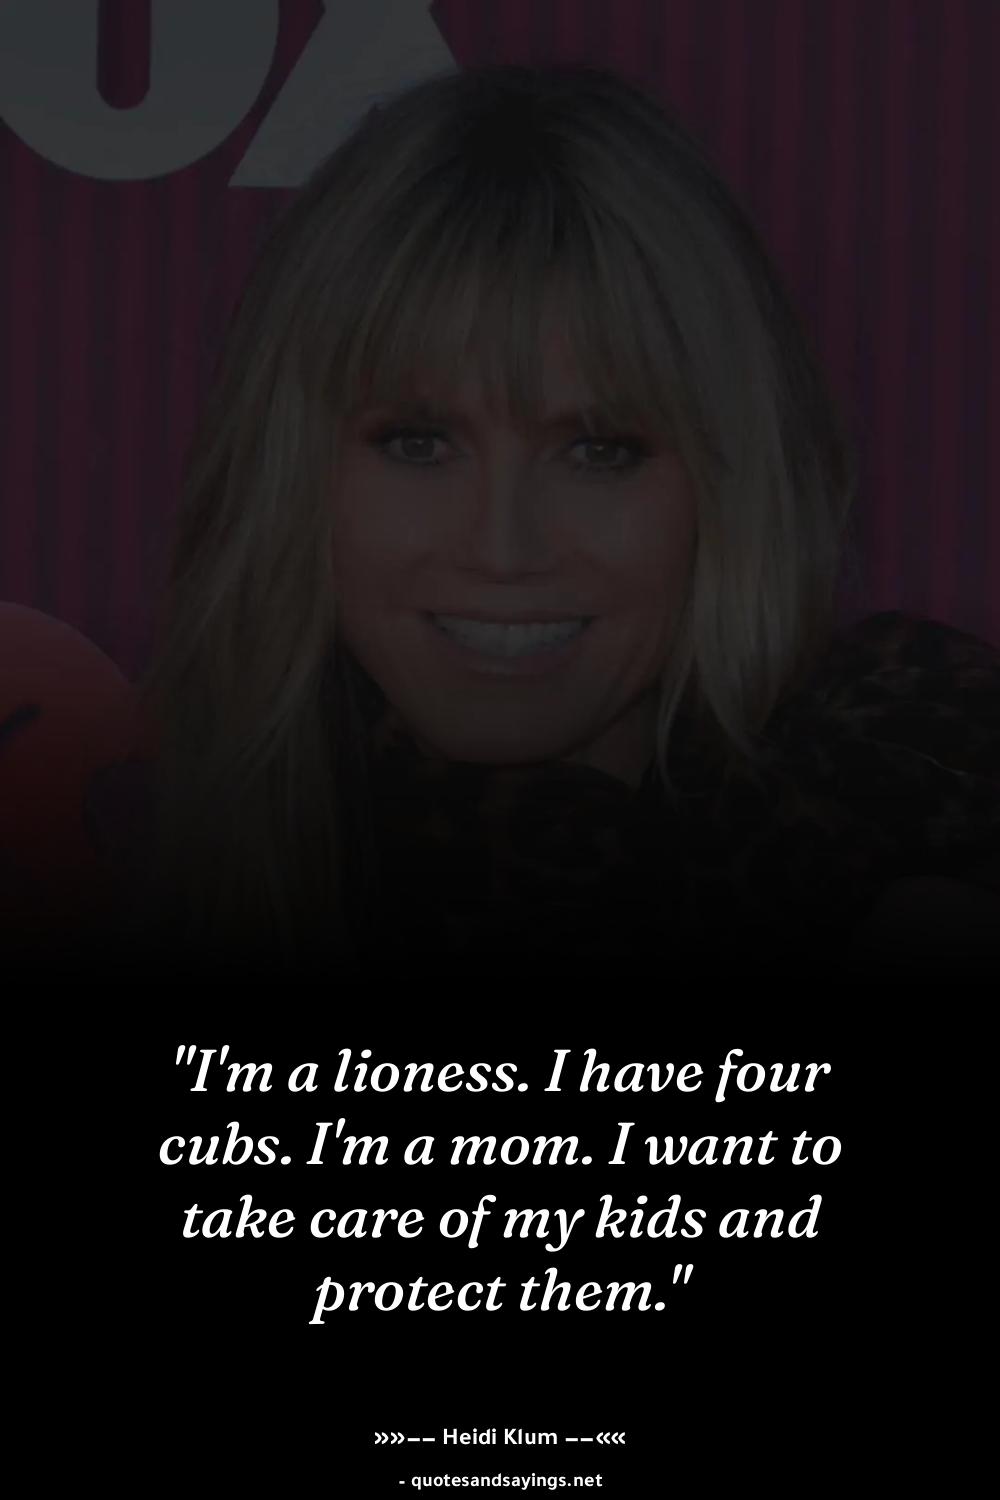 "I'm a lioness. I have four
cubs. I'm a mom. I want to
take care of my kids and
protect them."
»»–– Heidi Klum ––««
- quotesandsayings.net